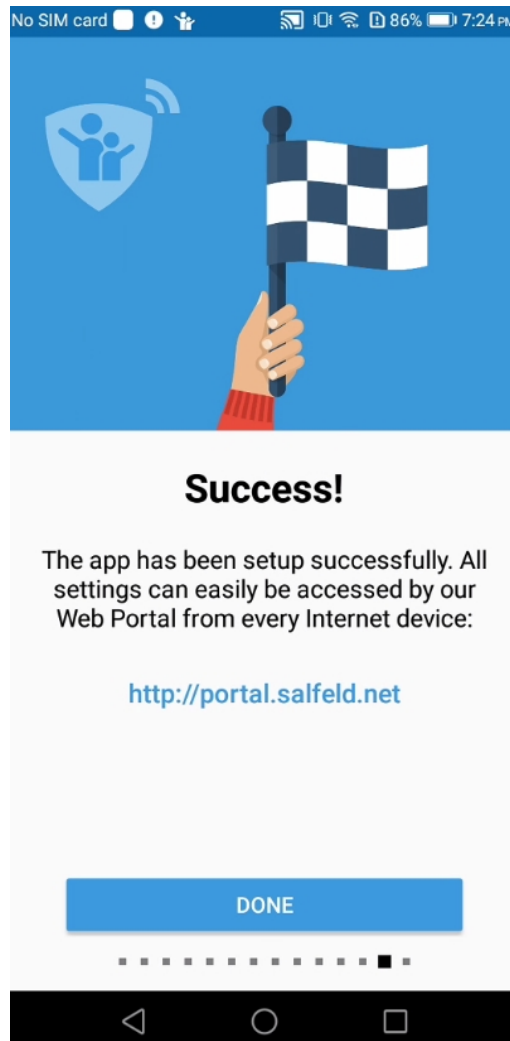 No SIM card 86% 7:24 PM
Success!
The app has been setup successfully. All
settings can easily be accessed by our
Web Portal from every Internet device:
http://portal.salfeld.net
DONE